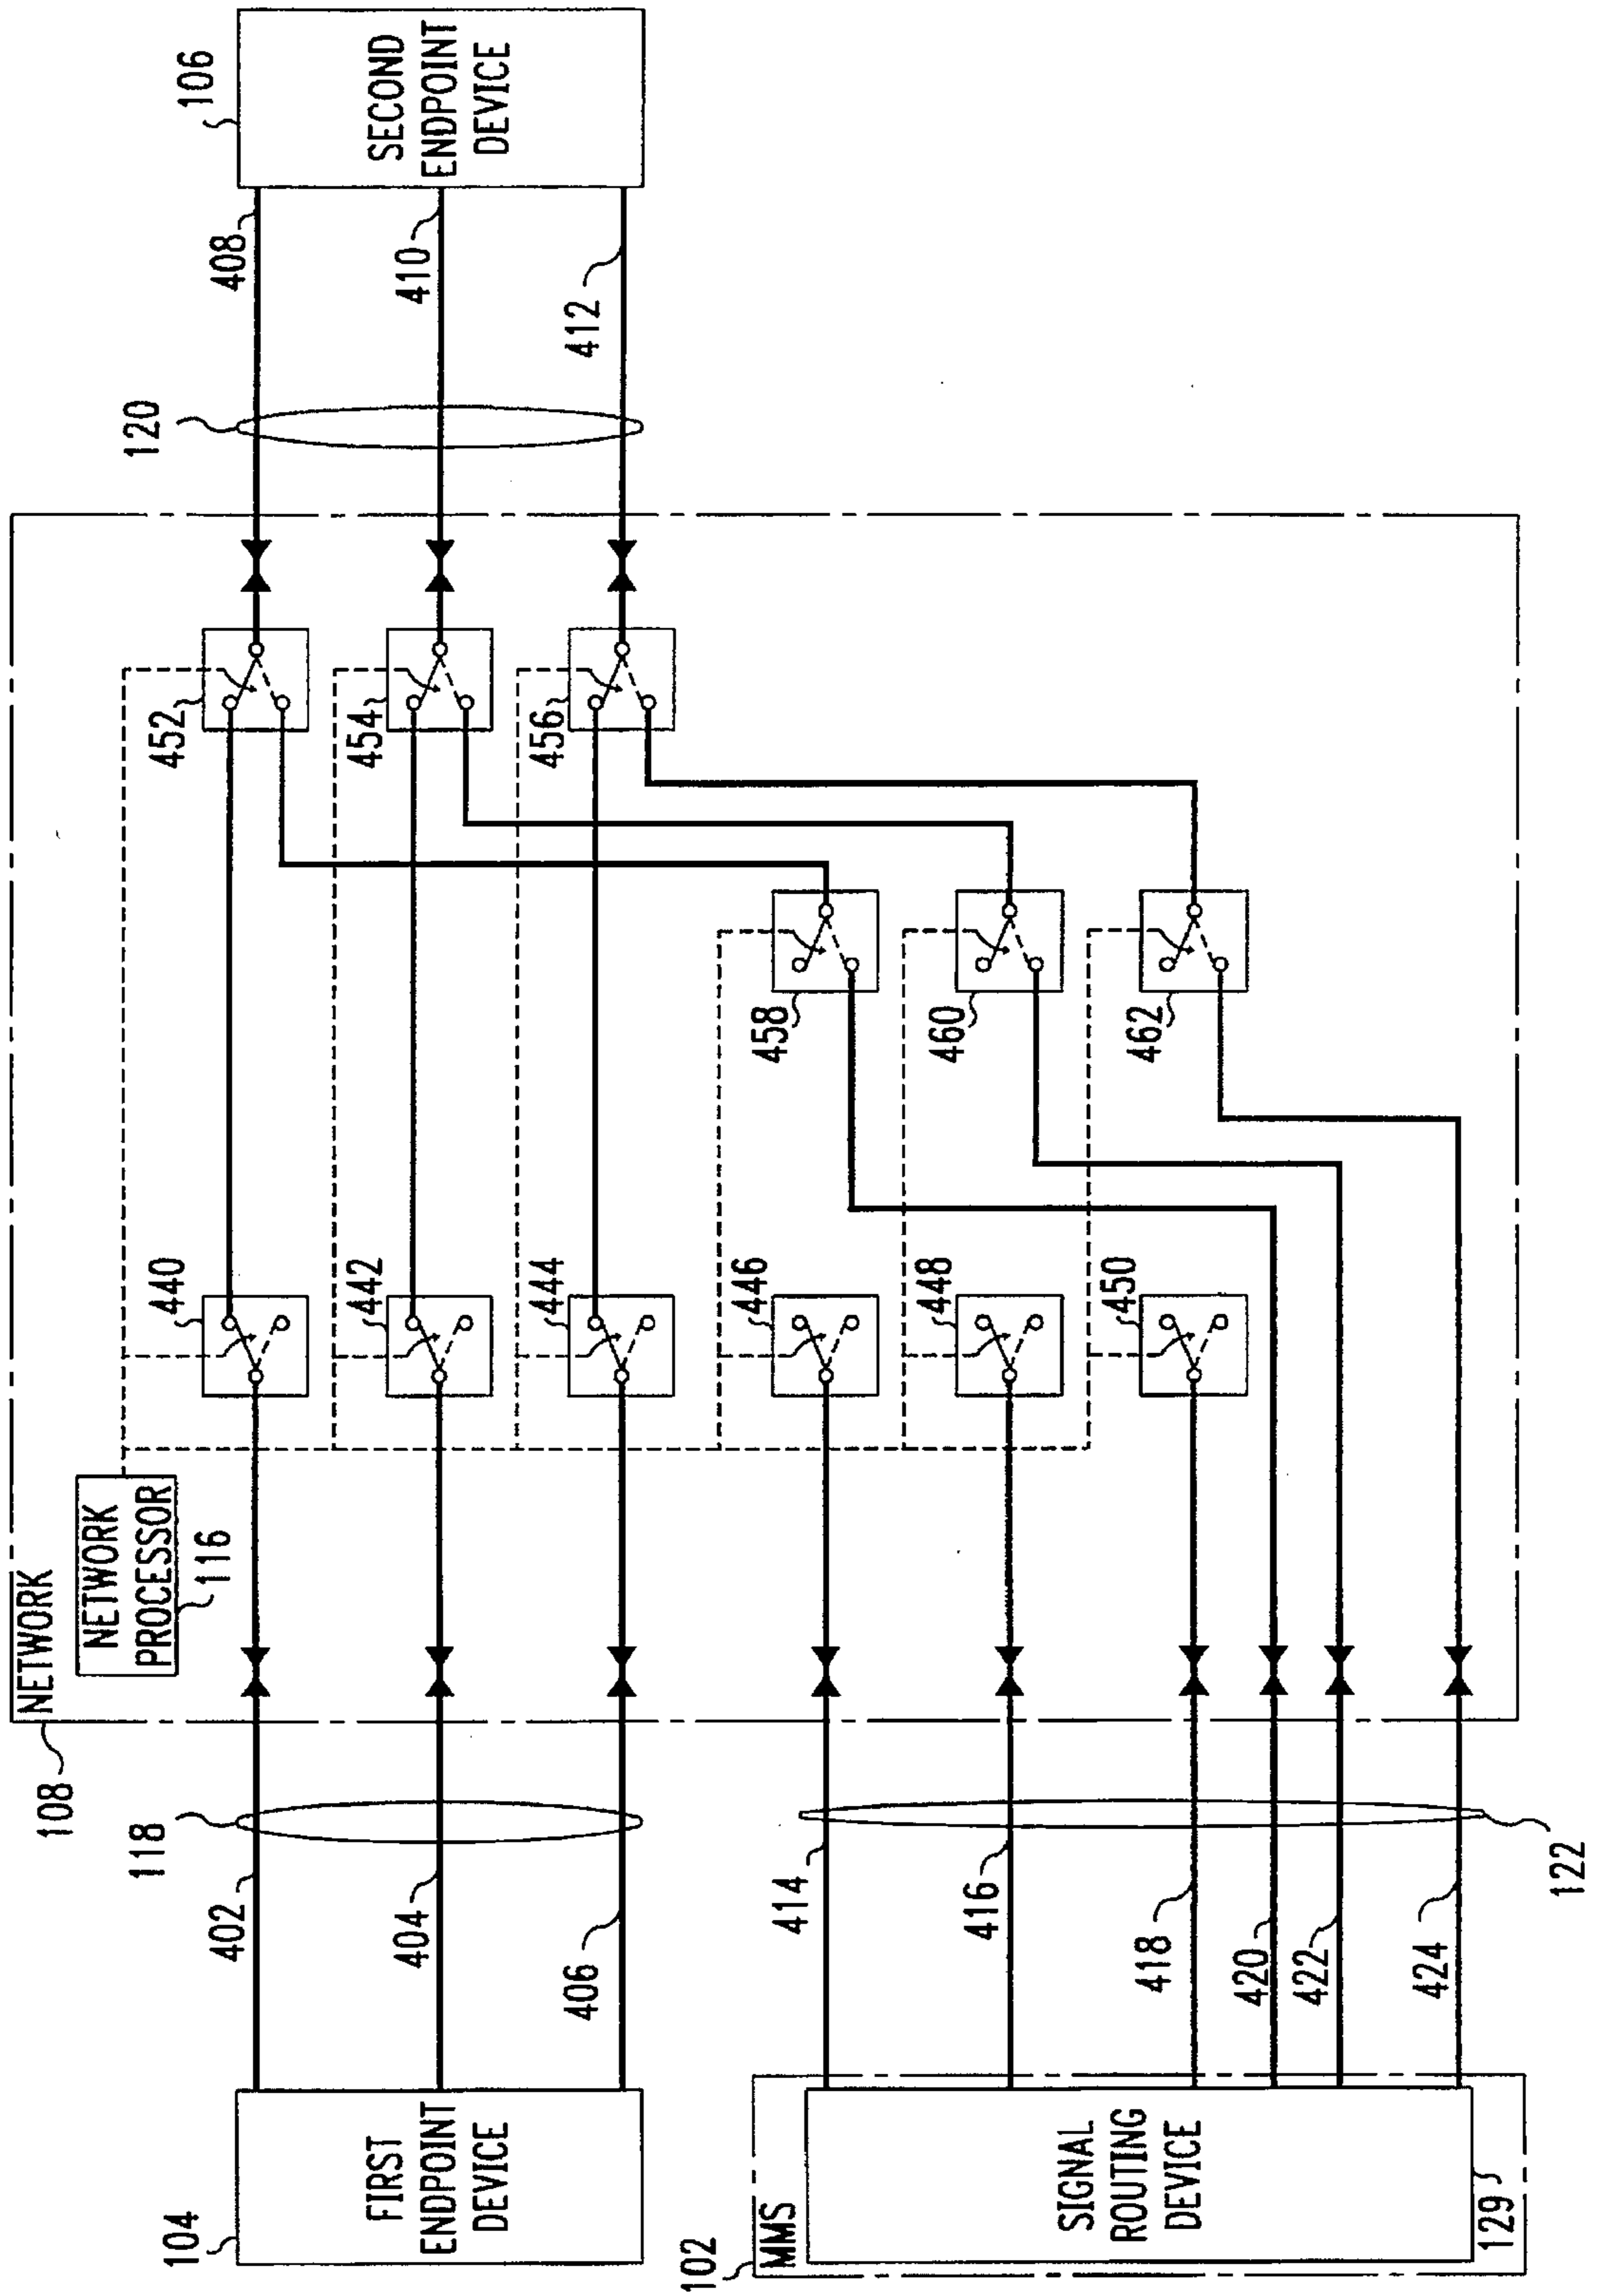 NETWORK
108
NETWORK
PROCESSOR
116
104
FIRST
ENDPOINT
DEVICE
402
404
406
118
440
442
444
446
448
450
452
454
456
458
460
462
120
408
410
412
106
SECOND
ENDPOINT
DEVICE
102
MMS
SIGNAL
ROUTING
DEVICE
129
414
416
418
420
422
424
122